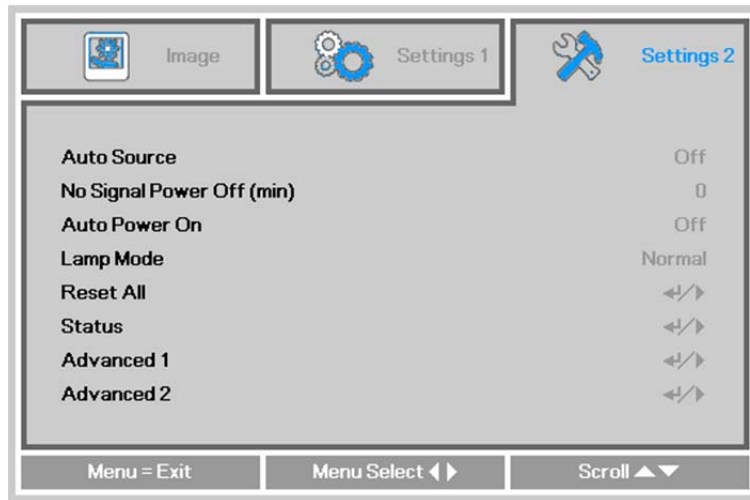 Image Settings 1 Settings 2
Auto Source Off
No Signal Power Off (min) 0
Auto Power On Off
Lamp Mode Normal
Reset All ↵/▶
Status ↵/▶
Advanced 1 ↵/▶
Advanced 2 ↵/▶
Menu = Exit Menu Select ◀▶ Scroll ▲▼